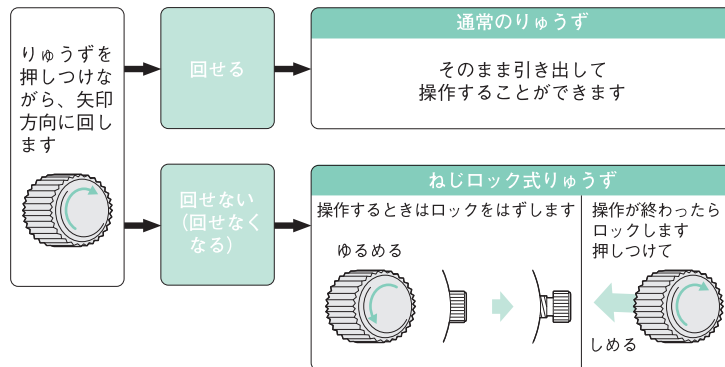 りゅうずを
押しつけな
がら、矢印
方向に回し
ます
回せる
通常のりゅうず
そのまま引き出して
操作することができます
回せない
（回せなく
なる）
ねじロック式りゅうず
操作するときはロックをはずします
ゆるめる
操作が終わったら
ロックします
押しつけて
しめる